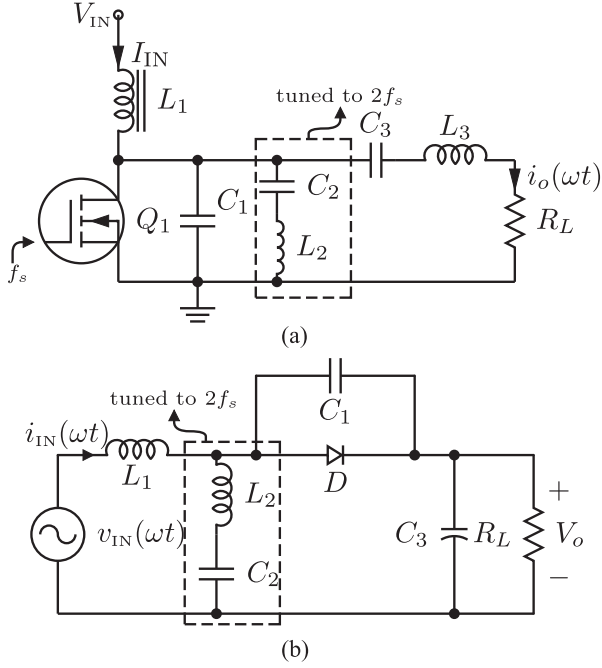 V_IN
I_IN
L_1
tuned to 2f_s
C_3
L_3
i_o(ωt)
C_2
Q_1
C_1
R_L
L_2
f_s
(a)
tuned to 2f_s
C_1
i_IN(ωt)
L_1
L_2
D
+
v_IN(ωt)
C_3
R_L
V_o
C_2
−
(b)